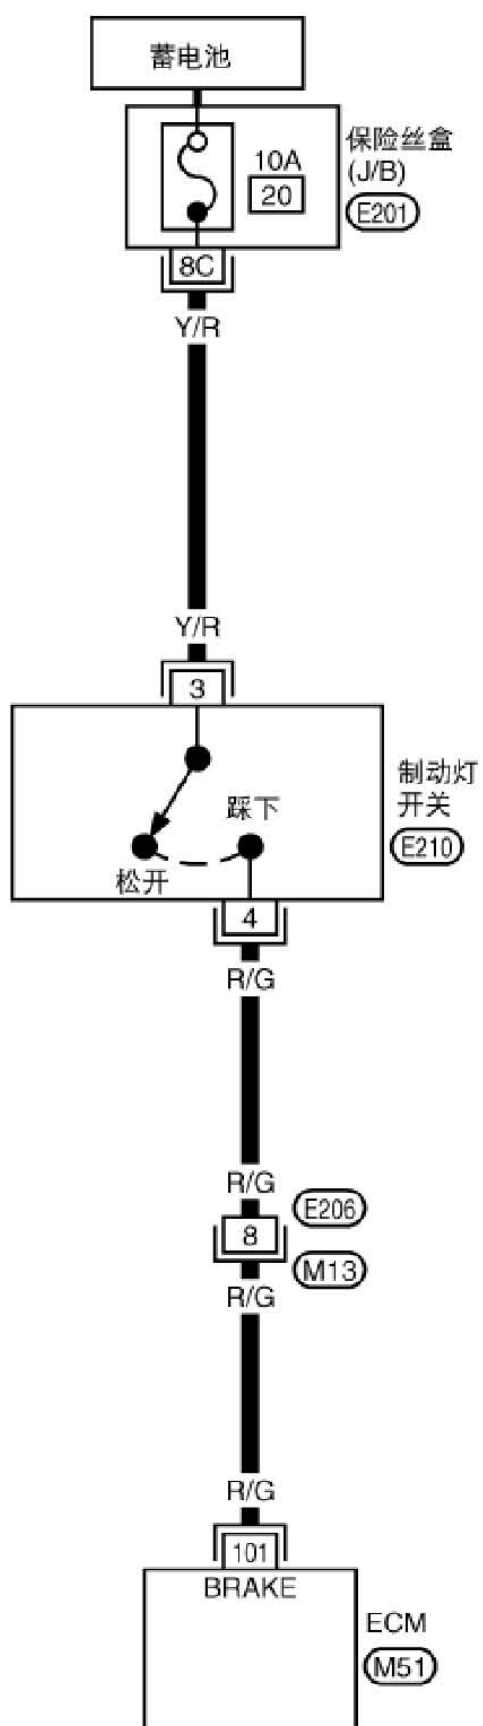 蓄电池
保险丝盒
(J/B)
10A
20
E201
8C
Y/R
Y/R
3
制动灯
开关
踩下
E210
松开
4
R/G
R/G
E206
8
M13
R/G
R/G
101
BRAKE
ECM
M51